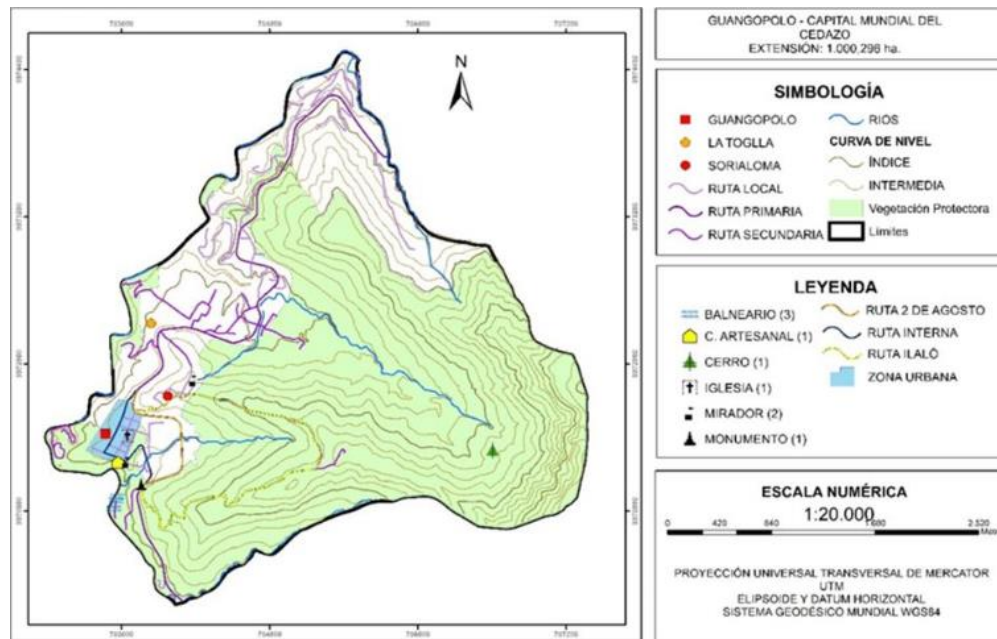 GUANGOPOLO - CAPITAL MUNDIAL DEL
CEDAZO
EXTENSIÓN: 1.000,296 ha.
N
SIMBOLOGÍA
GUANGOPOLO
LA TOGLLA
SORIALOMA
RUTA LOCAL
RUTA PRIMARIA
RUTA SECUNDARIA
RIOS
CURVA DE NIVEL
ÍNDICE
INTERMEDIA
Vegetación Protectora
Límites
LEYENDA
BALNEARIO (3)
C. ARTESANAL (1)
CERRO (1)
IGLESIA (1)
MIRADOR (2)
MONUMENTO (1)
RUTA 2 DE AGOSTO
RUTA INTERNA
RUTA ILALÓ
ZONA URBANA
ESCALA NUMÉRICA
1:20.000
0 420 840 1.680 2.520
PROYECCIÓN UNIVERSAL TRANSVERSAL DE MERCATOR
UTM
ELIPSOIDE Y DATUM HORIZONTAL
SISTEMA GEODÉSICO MUNDIAL WGS84